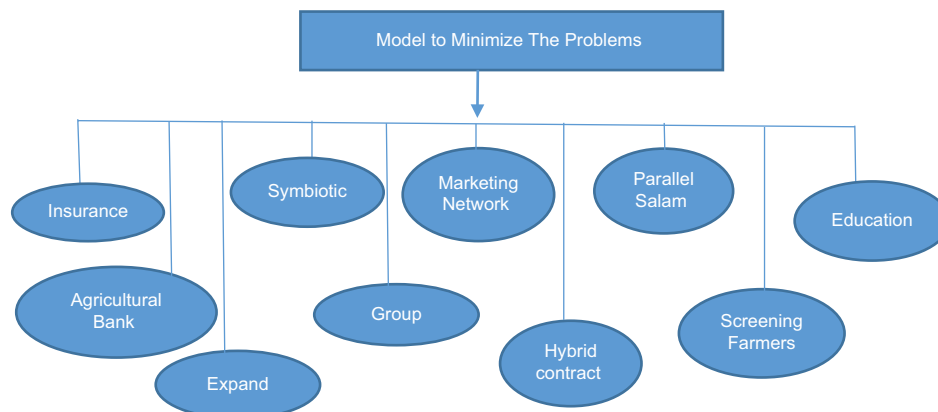 Model to Minimize The Problems
Insurance
Symbiotic
Marketing
Network
Parallel
Salam
Education
Agricultural
Bank
Group
Screening
Farmers
Expand
Hybrid
contract